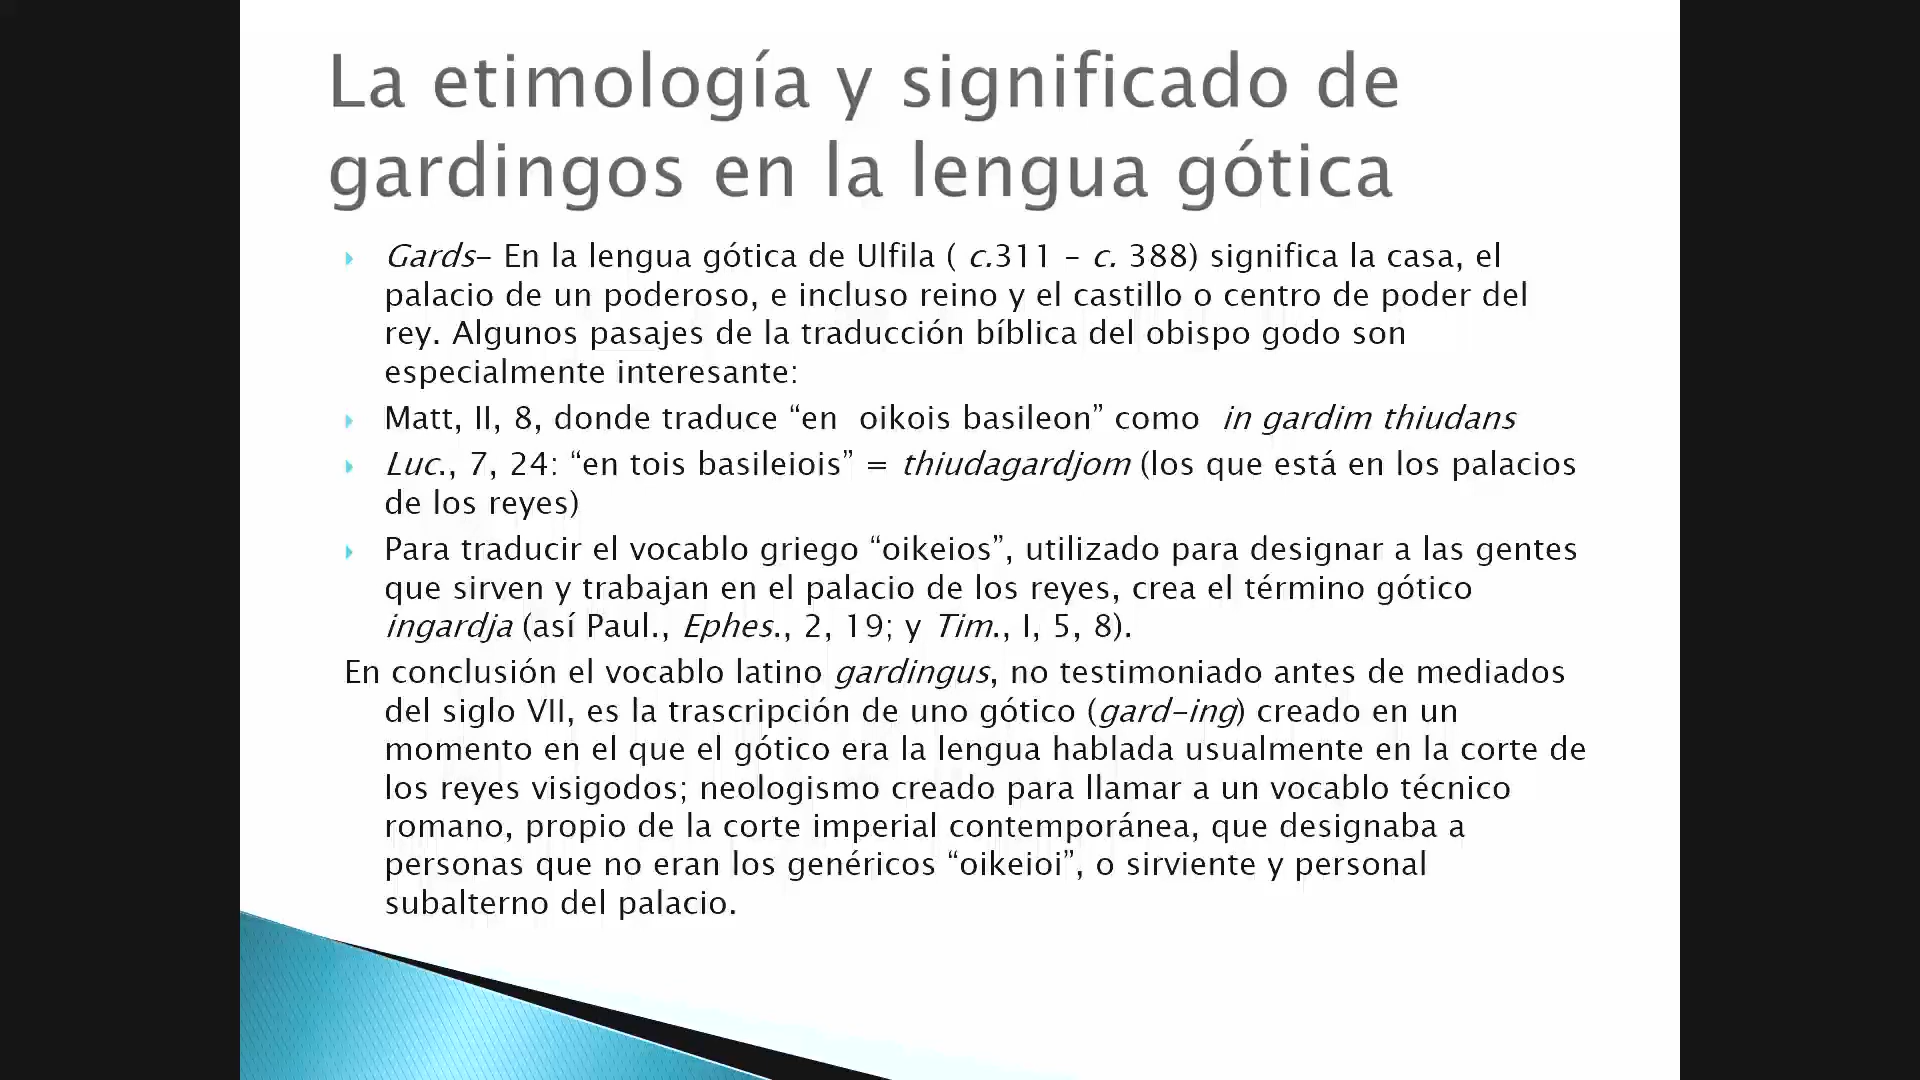 La etimología y significado de
gardingos en la lengua gótica
Gards- En la lengua gótica de Ulfila ( c.311 – c. 388) significa la casa, el
palacio de un poderoso, e incluso reino y el castillo o centro de poder del
rey. Algunos pasajes de la traducción bíblica del obispo godo son
especialmente interesante:
Matt, II, 8, donde traduce “en  oikois basileon” como  in gardim thiudans
Luc., 7, 24: “en tois basileiois” = thiudagardjom (los que está en los palacios
de los reyes)
Para traducir el vocablo griego “oikeios”, utilizado para designar a las gentes
que sirven y trabajan en el palacio de los reyes, crea el término gótico
ingardja (así Paul., Ephes., 2, 19; y Tim., I, 5, 8).
En conclusión el vocablo latino gardingus, no testimoniado antes de mediados
del siglo VII, es la trascripción de uno gótico (gard-ing) creado en un
momento en el que el gótico era la lengua hablada usualmente en la corte de
los reyes visigodos; neologismo creado para llamar a un vocablo técnico
romano, propio de la corte imperial contemporánea, que designaba a
personas que no eran los genéricos “oikeioi”, o sirviente y personal
subalterno del palacio.